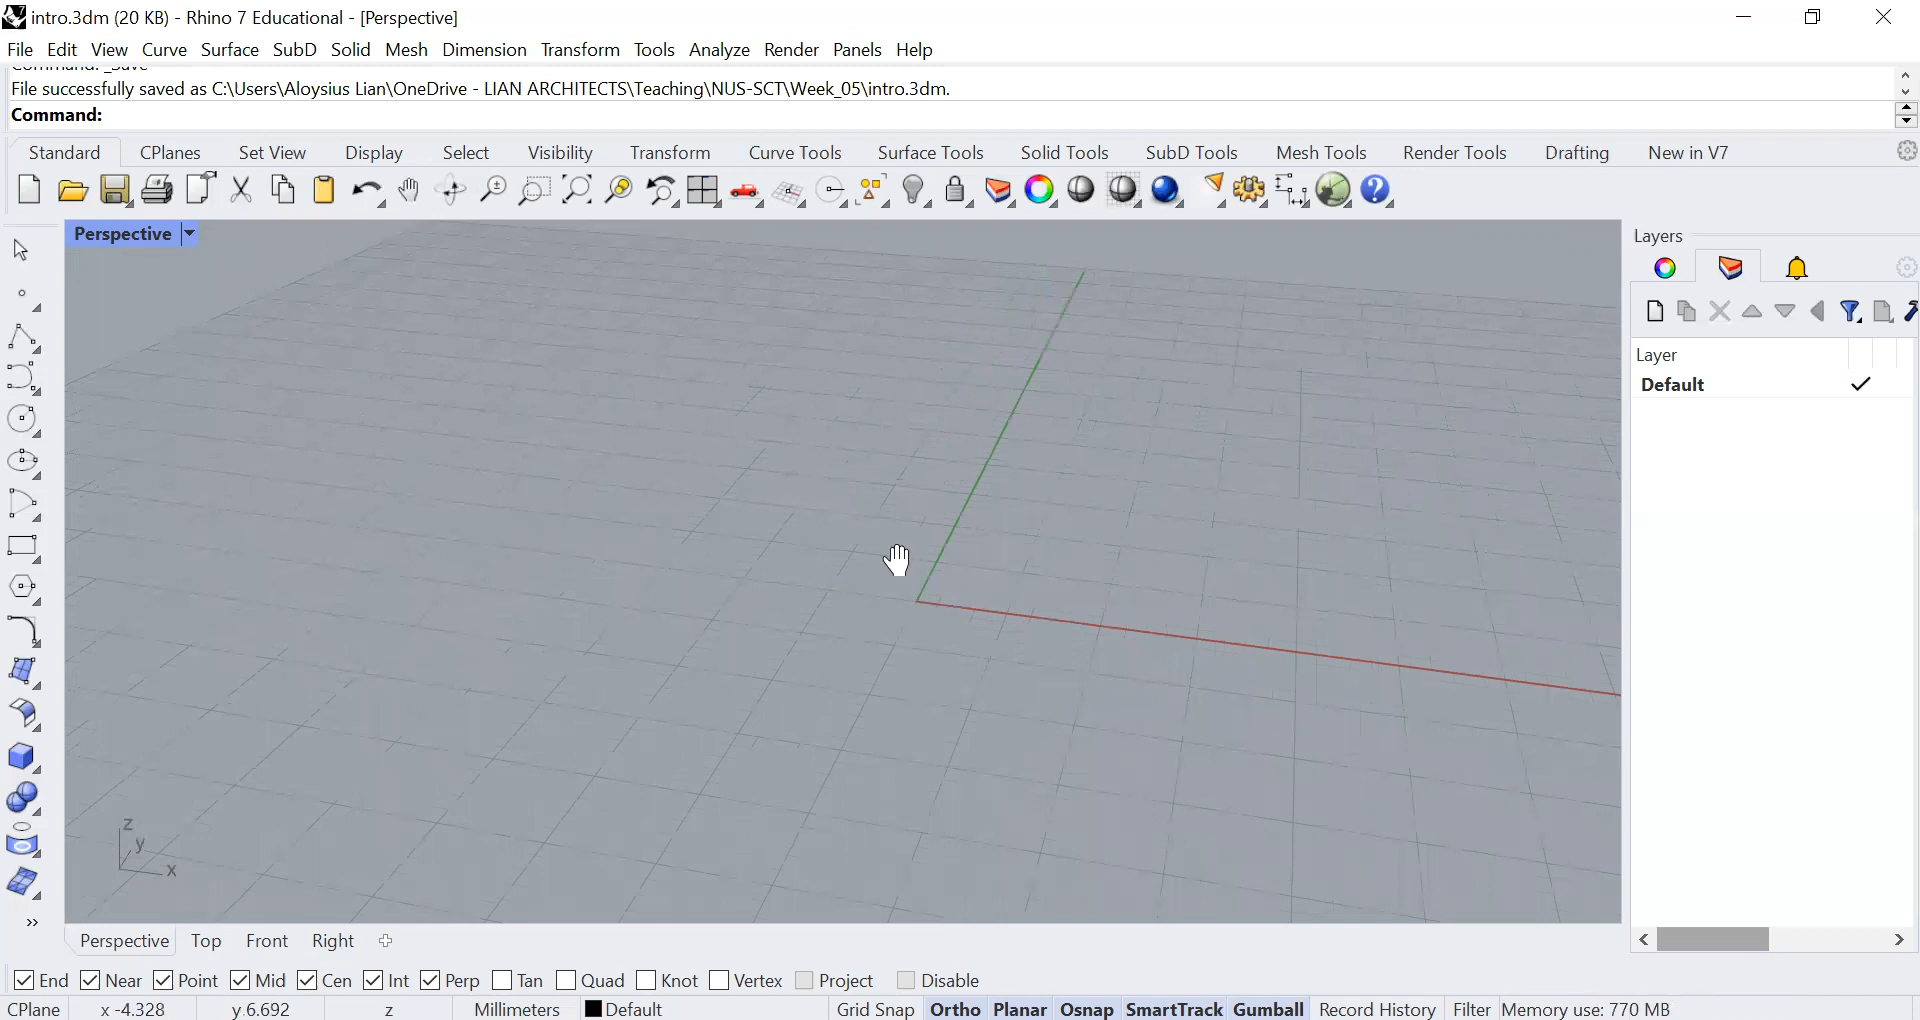 intro.3dm (20 KB) - Rhino 7 Educational - [Perspective]
File Edit View Curve Surface SubD Solid Mesh Dimension Transform Tools Analyze Render Panels Help
Command: _Save
File successfully saved as C:\Users\Aloysius Lian\OneDrive - LIAN ARCHITECTS\Teaching\NUS-SCT\Week_05\intro.3dm.
Command:
Standard CPlanes Set View Display Select Visibility Transform Curve Tools Surface Tools Solid Tools SubD Tools Mesh Tools Render Tools Drafting New in V7
Perspective
Layers
Layer
Default
z
y
x
Perspective Top Front Right
End Near Point Mid Cen Int Perp Tan Quad Knot Vertex Project Disable
CPlane x -4.328 y 6.692 z Millimeters Default Grid Snap Ortho Planar Osnap SmartTrack Gumball Record History Filter Memory use: 770 MB